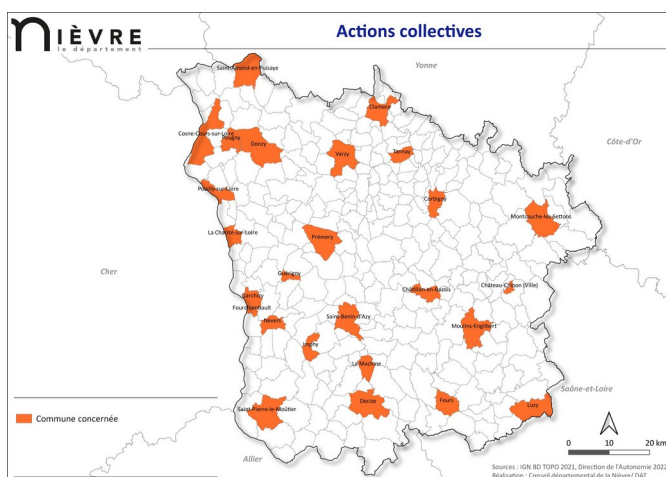 nièvre
le département
Actions collectives
Yonne
Saint-Amand-en-Puisaye
Clamecy
Côte-d'Or
Cosne-Cours-sur-Loire
Pougny
Donzy
Varzy
Tannay
Pouilly-sur-Loire
Corbigny
Montsauche-les-Settons
La Charité-sur-Loire
Prémery
Cher
Guérigny
Château-Chinon (Ville)
Châtillon-en-Bazois
Garchizy
Fourchambault
Nevers
Saint-Benin-d'Azy
Moulins-Engilbert
Imphy
La Machine
Saône-et-Loire
Commune concernée
Saint-Pierre-le-Moûtier
Decize
Fours
Luzy
Allier
0 10 20 km
Sources : IGN BD TOPO 2021, Direction de l'Autonomie 2022
Réalisation : Conseil départemental de la Nièvre/ DAT